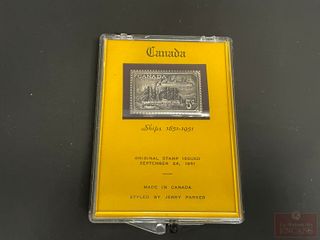 Canada
CANADA
5¢
Ships 1851-1951
ORIGINAL STAMP ISSUED
SEPTEMBER 24, 1951
MADE IN CANADA
STYLED BY JERRY PARKER
ENCANS